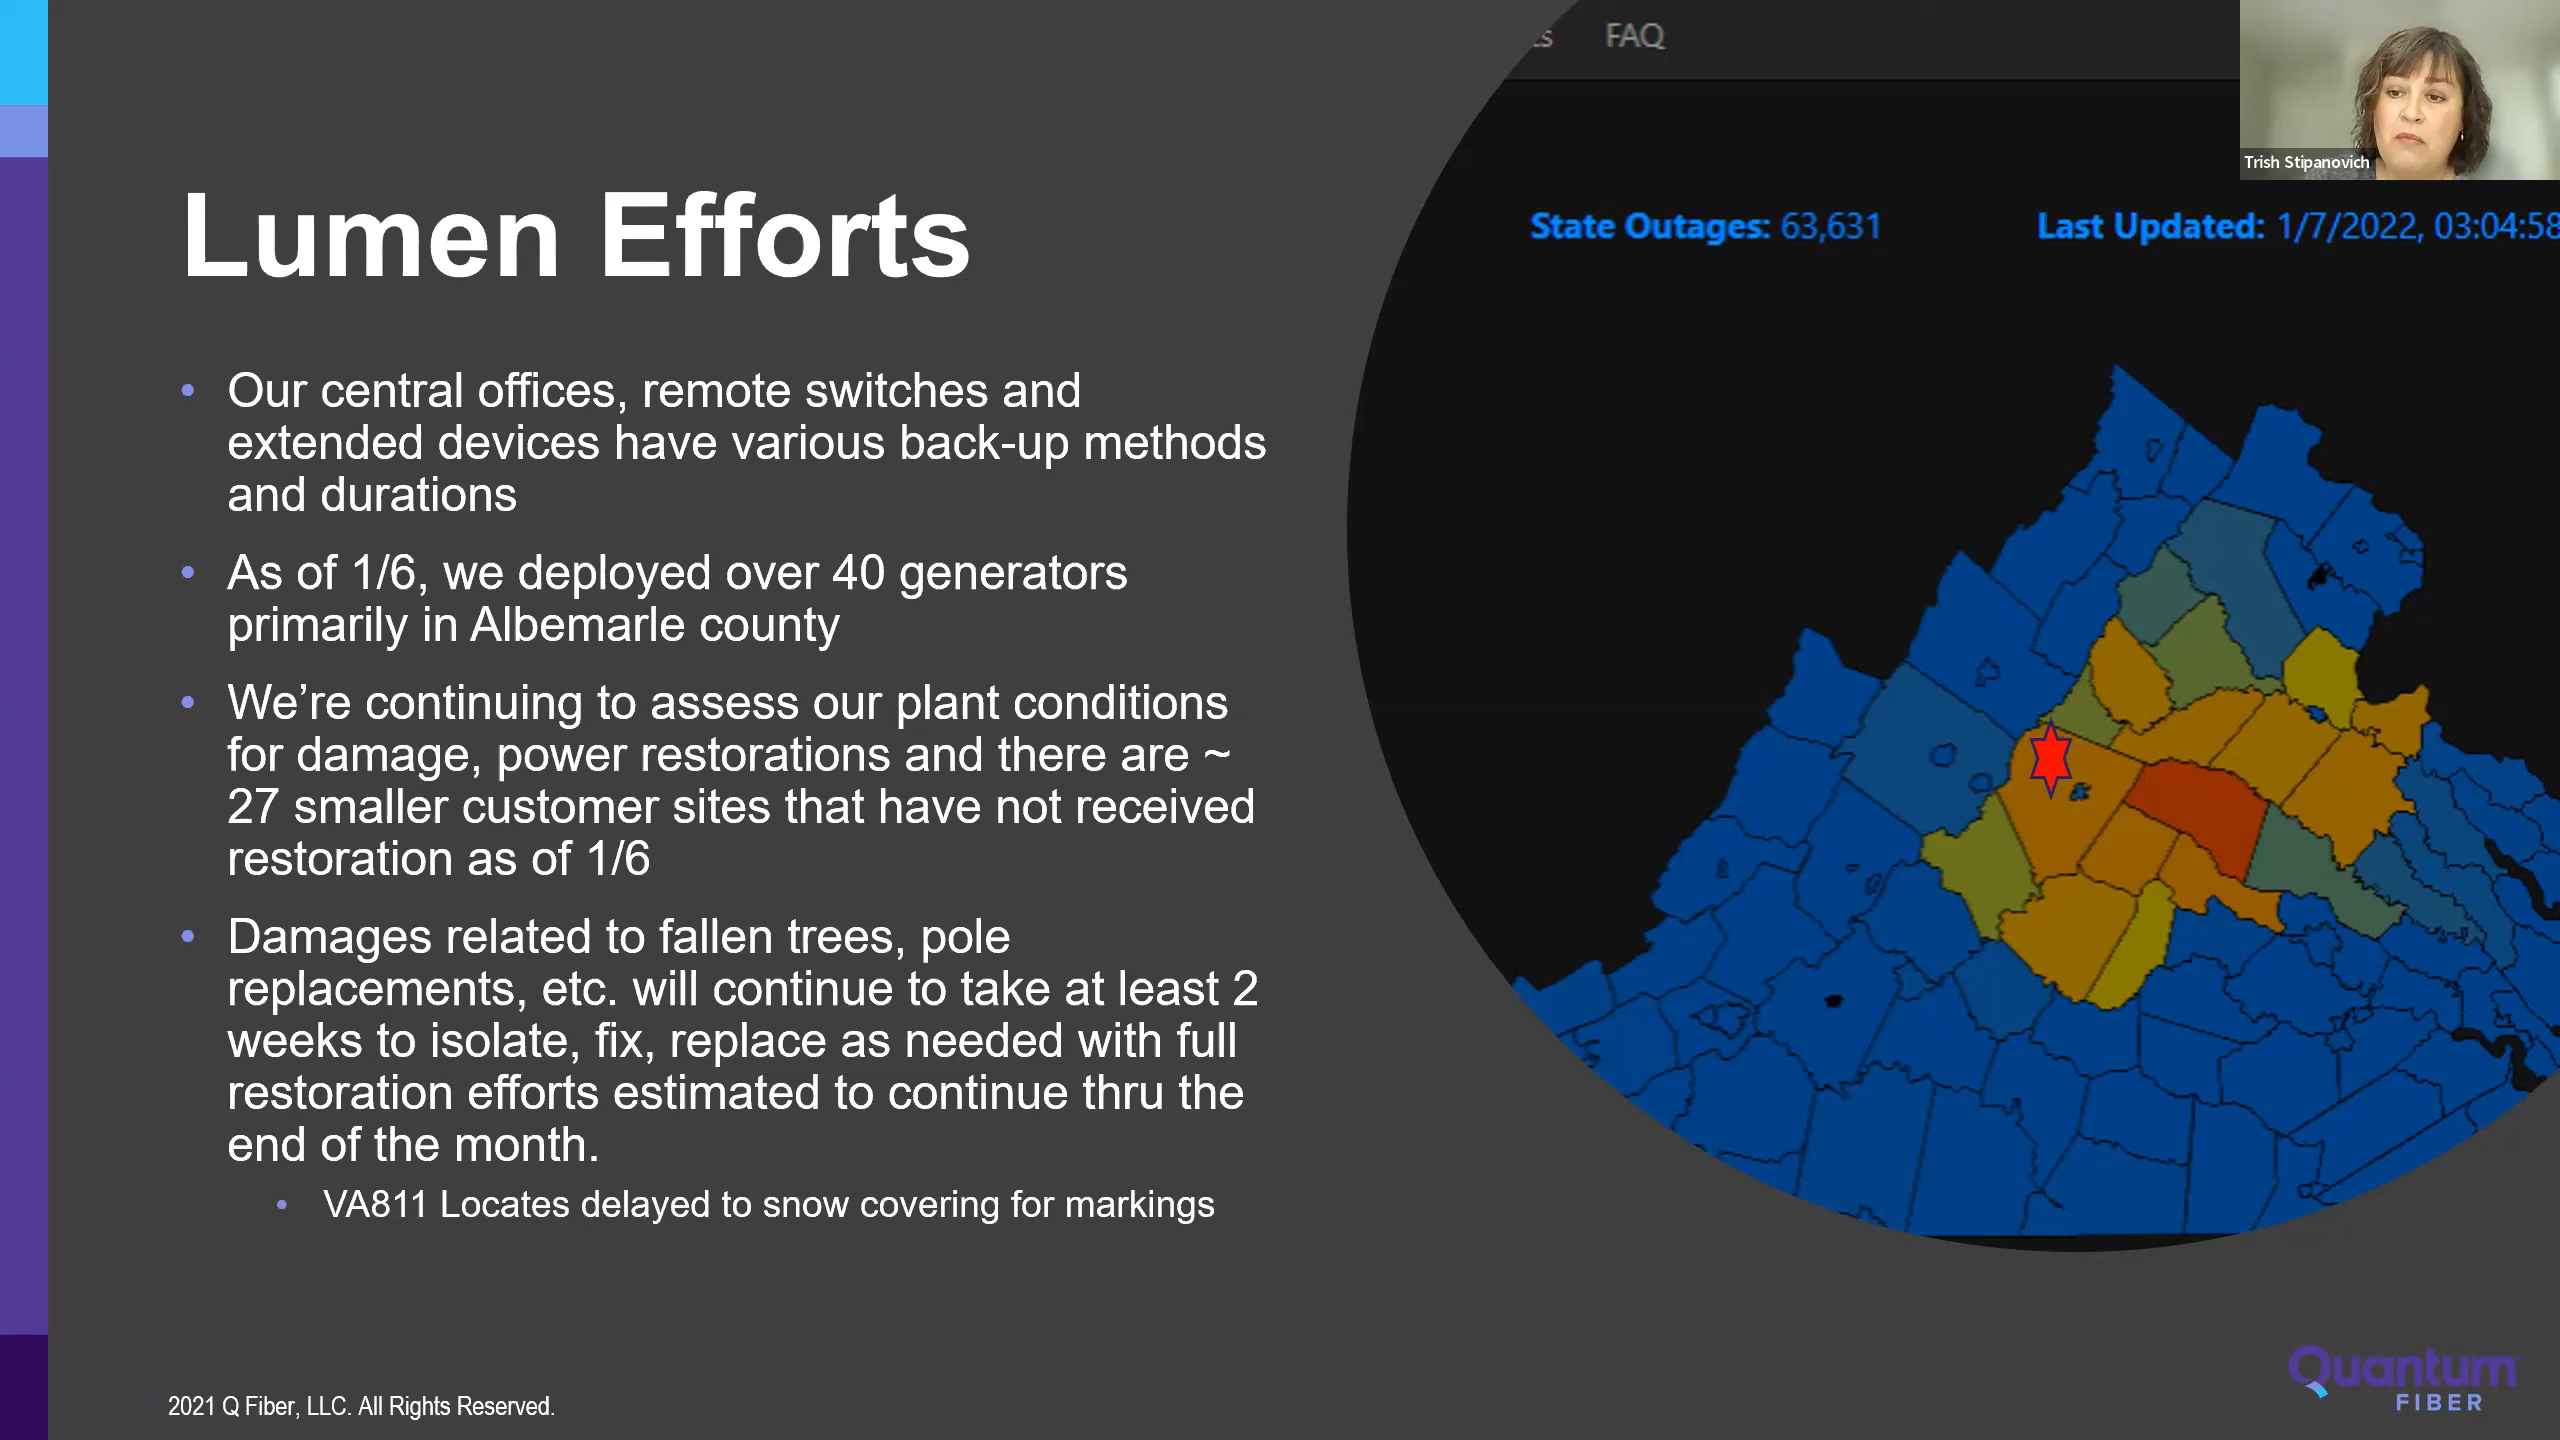 FAQ
Trish Stipanovich
State Outages: 63,631
Last Updated: 1/7/2022, 03:04:58
Lumen Efforts
• Our central offices, remote switches and
extended devices have various back-up methods
and durations
• As of 1/6, we deployed over 40 generators
primarily in Albemarle county
• We’re continuing to assess our plant conditions
for damage, power restorations and there are ~
27 smaller customer sites that have not received
restoration as of 1/6
• Damages related to fallen trees, pole
replacements, etc. will continue to take at least 2
weeks to isolate, fix, replace as needed with full
restoration efforts estimated to continue thru the
end of the month.
• VA811 Locates delayed to snow covering for markings
2021 Q Fiber, LLC. All Rights Reserved.
Quantum
FIBER